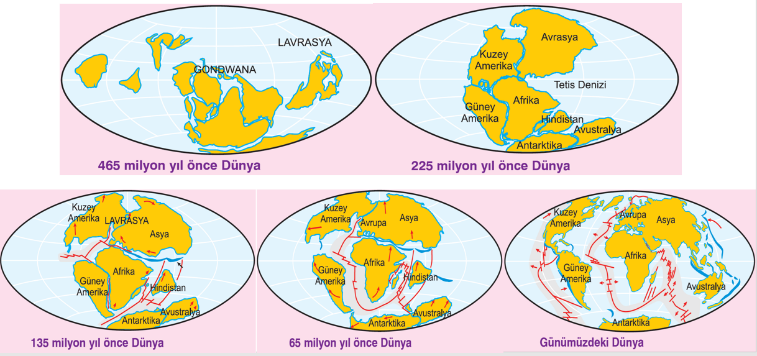 LAVRASYA
GONDWANA
465 milyon yıl önce Dünya
Avrasya
Kuzey
Amerika
Tetis Denizi
Afrika
Güney
Amerika
Hindistan
Avustralya
Antarktika
225 milyon yıl önce Dünya
Kuzey
Amerika
LAVRASYA
Asya
Afrika
Güney
Amerika
Hindistan
Avustralya
Antarktika
135 milyon yıl önce Dünya
Kuzey
Amerika
Avrupa
Asya
Afrika
Güney
Amerika
Hindistan
Avustralya
Antarktika
65 milyon yıl önce Dünya
Kuzey
Amerika
Avrupa
Asya
Afrika
Güney
Amerika
Avustralya
Antarktika
Günümüzdeki Dünya